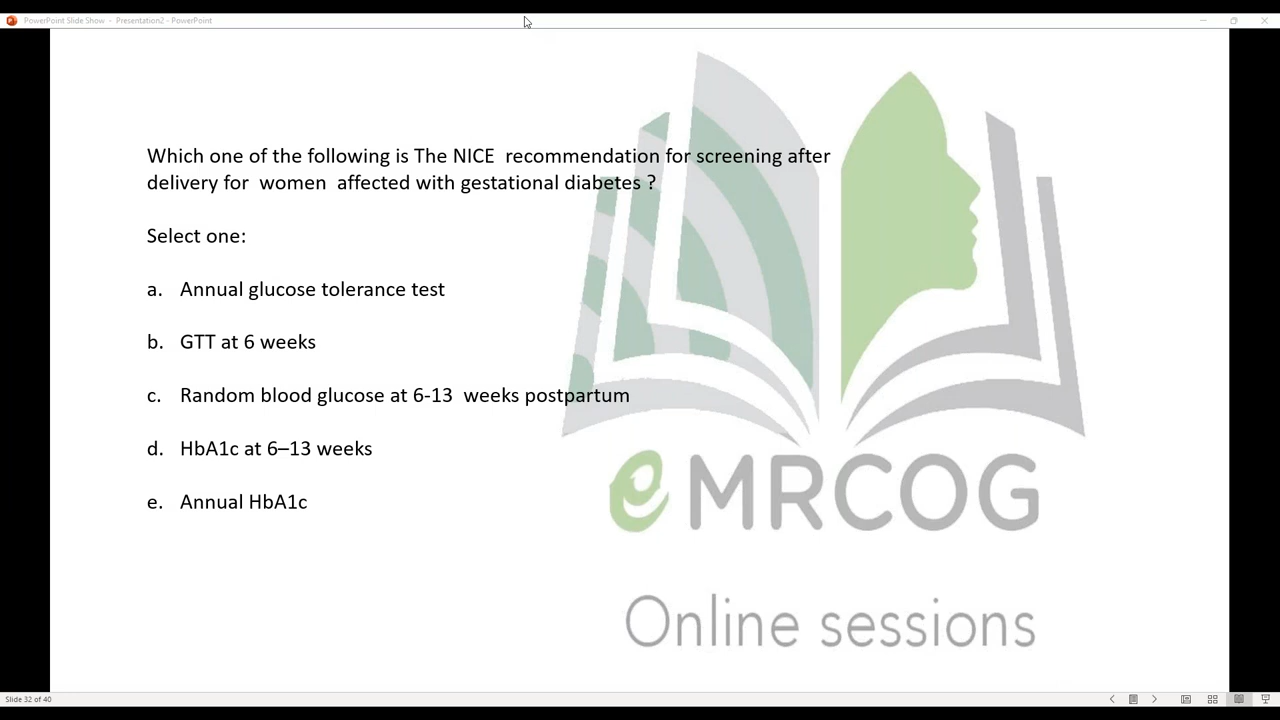 PowerPoint Slide Show - Presentation2 - PowerPoint
Which one of the following is The NICE recommendation for screening after
delivery for women affected with gestational diabetes ?
Select one:
a. Annual glucose tolerance test
b. GTT at 6 weeks
c. Random blood glucose at 6-13 weeks postpartum
d. HbA1c at 6–13 weeks
e. Annual HbA1c
eMRCOG
Online sessions
Slide 32 of 40